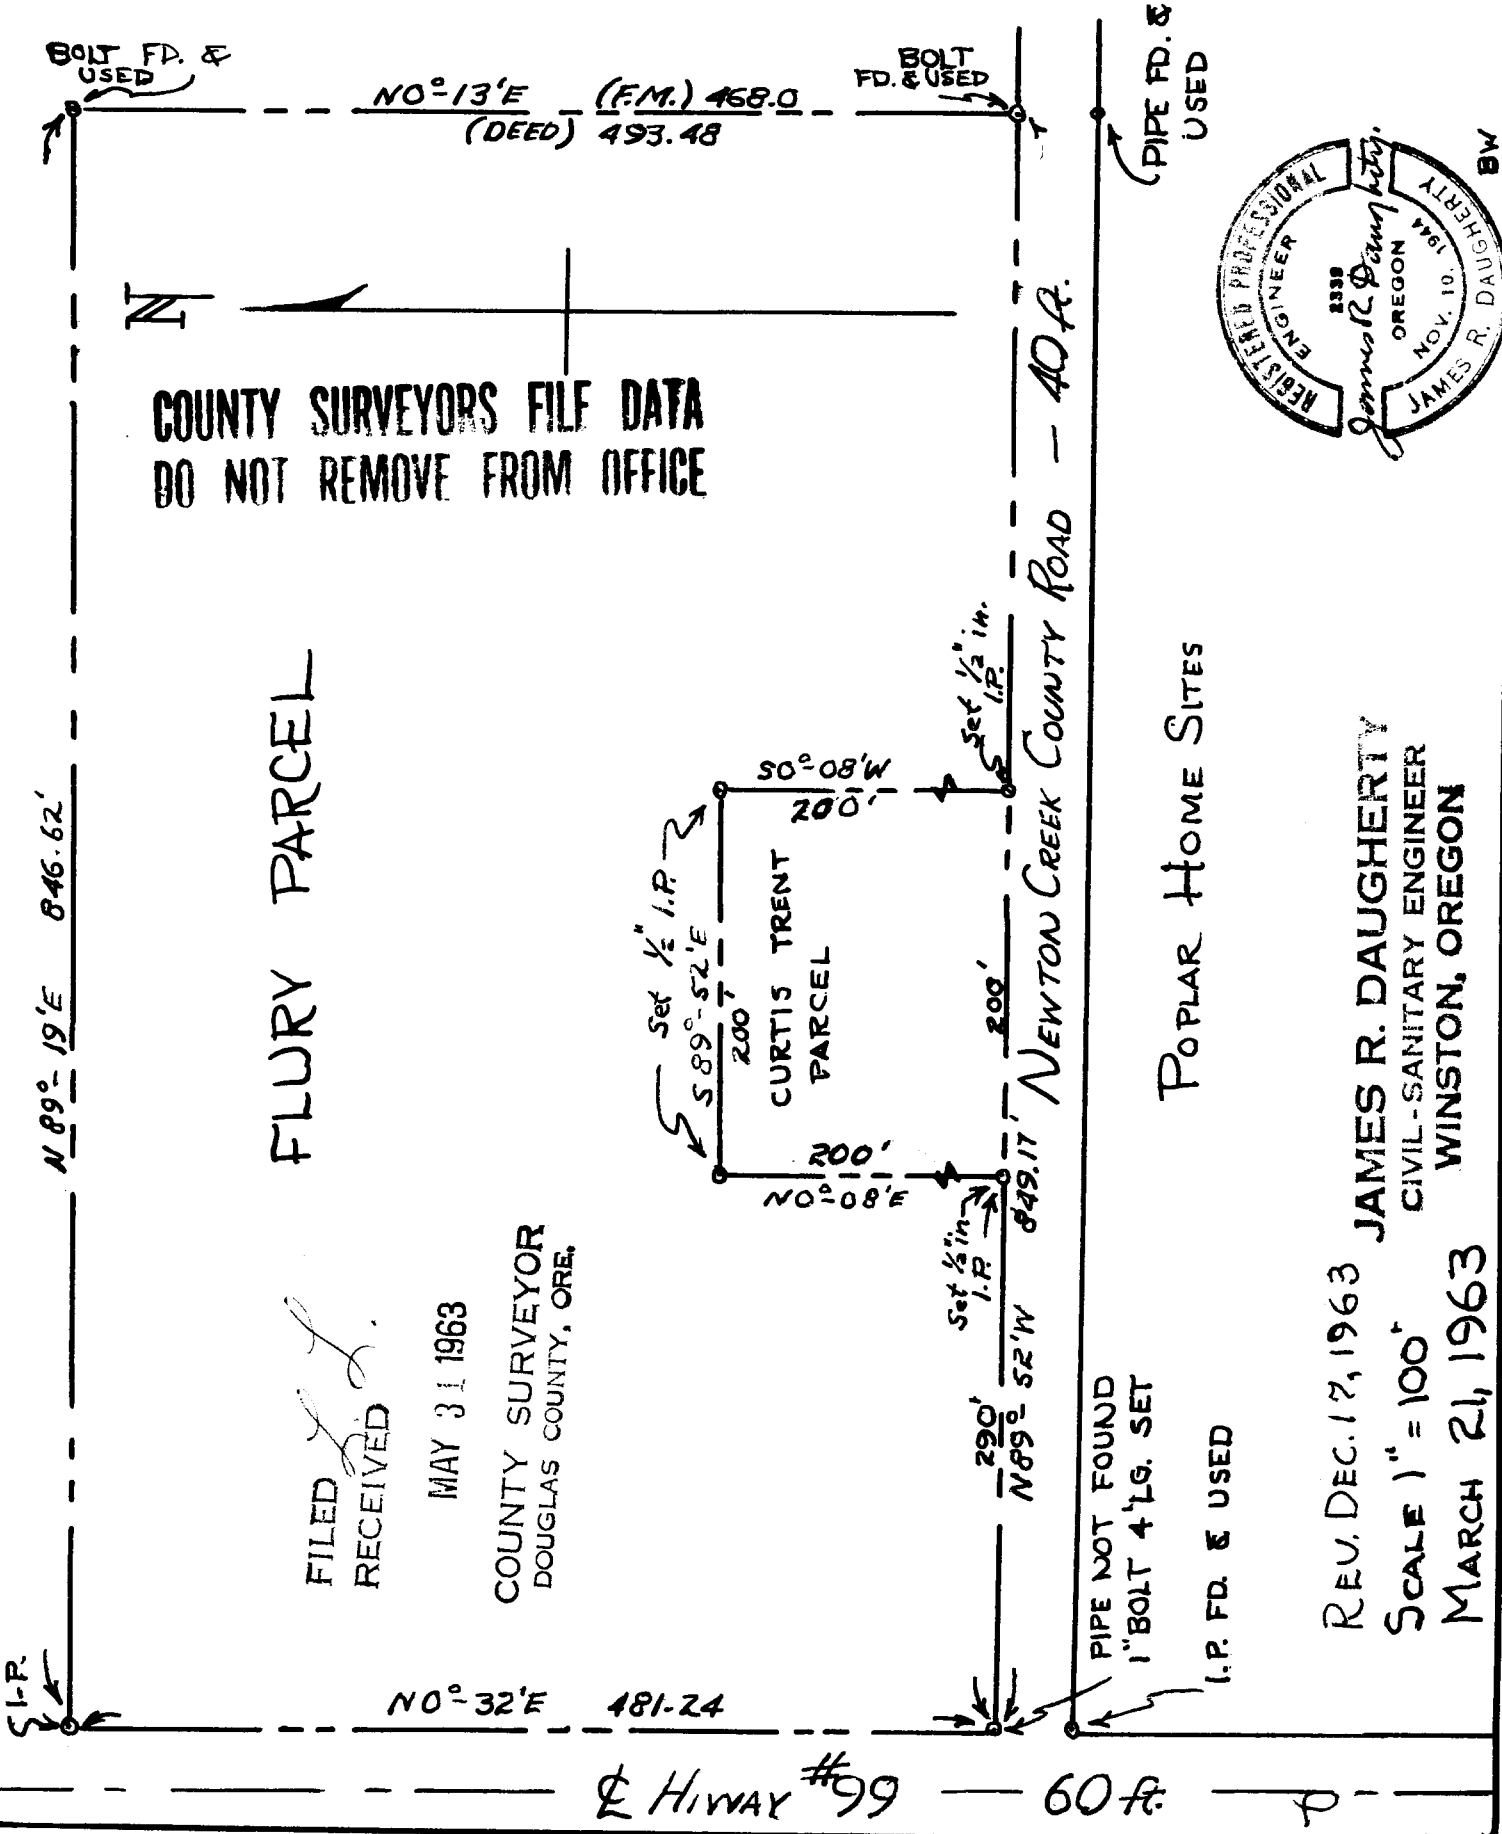 BOLT FD. &
USED
N0°-13'E (F.M.) 468.0
(DEED) 493.48
BOLT
FD. & USED
PIPE FD. &
USED
N
COUNTY SURVEYORS FILE DATA
DO NOT REMOVE FROM OFFICE
N 89°-19'E 846.62'
FLURY PARCEL
Set 1/2" I.P.
S 89°-52'E
200'
CURTIS TRENT
PARCEL
S0°-08'W
200'
Set 1/2" in.
I.P.
200'
N0°-08'E
Set 1/2" in
I.P.
200'
290'
N89°-52'W 849.17'
NEWTON CREEK COUNTY ROAD - 40 ft.
FILED
RECEIVED
MAY 31 1963
COUNTY SURVEYOR
DOUGLAS COUNTY, ORE.
I.P.
N0°-32'E 481.24
PIPE NOT FOUND
1" BOLT 4' LG. SET
I.P. FD. & USED
HIWAY #99 - 60 ft.
POPLAR HOME SITES
REGISTERED PROFESSIONAL
ENGINEER
2339
James R Daugherty
OREGON
NOV. 10, 1944
JAMES R. DAUGHERTY
BW
REV. DEC. 17, 1963
SCALE 1" = 100'
MARCH 21, 1963
JAMES R. DAUGHERTY
CIVIL-SANITARY ENGINEER
WINSTON, OREGON